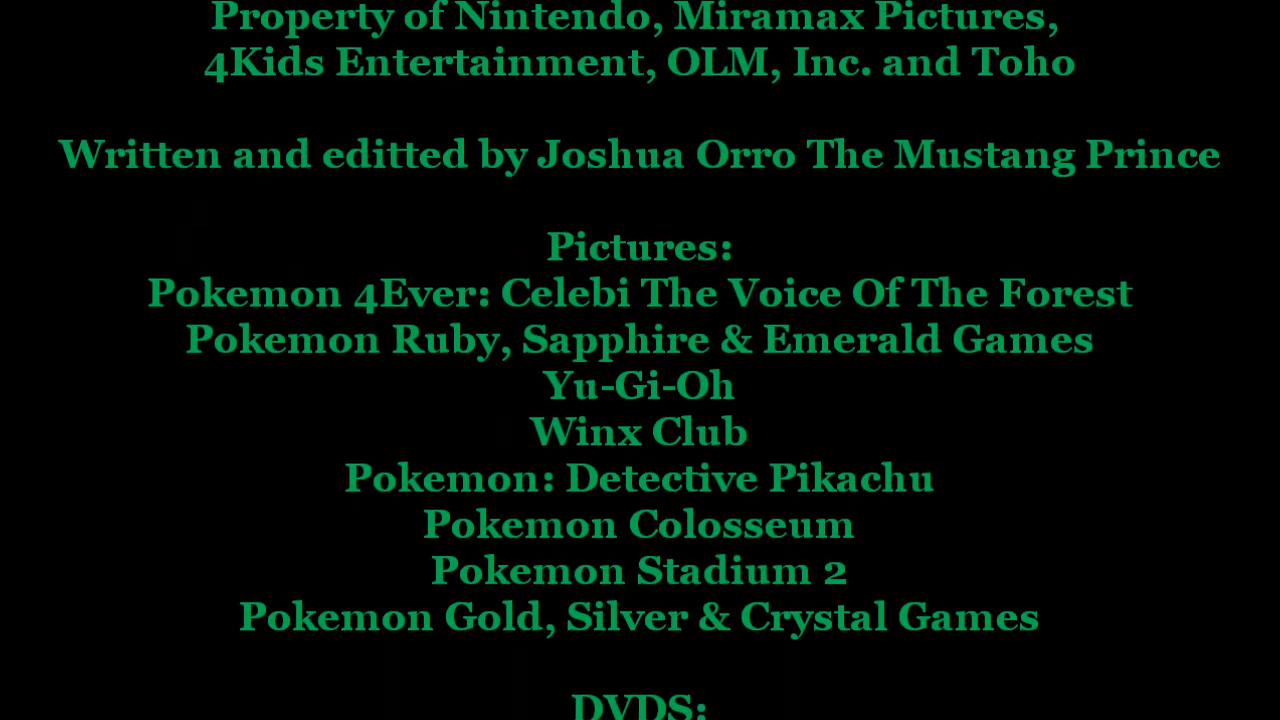 Property of Nintendo, Miramax Pictures,
4Kids Entertainment, OLM, Inc. and Toho
Written and editted by Joshua Orro The Mustang Prince
Pictures:
Pokemon 4Ever: Celebi The Voice Of The Forest
Pokemon Ruby, Sapphire & Emerald Games
Yu-Gi-Oh
Winx Club
Pokemon: Detective Pikachu
Pokemon Colosseum
Pokemon Stadium 2
Pokemon Gold, Silver & Crystal Games
DVDS: